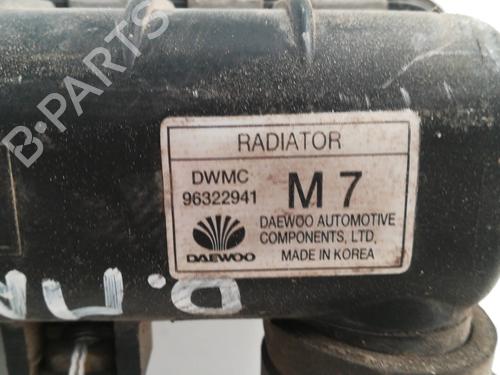 B-PARTS
RADIATOR
DWMC
96322941
M 7
DAEWOO
DAEWOO AUTOMOTIVE
COMPONENTS, LTD,
MADE IN KOREA